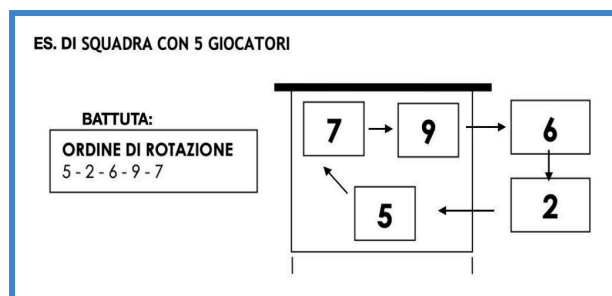 ES. DI SQUADRA CON 5 GIOCATORI
BATTUTA:
ORDINE DI ROTAZIONE
5 - 2 - 6 - 9 - 7
7 9 6
5 2